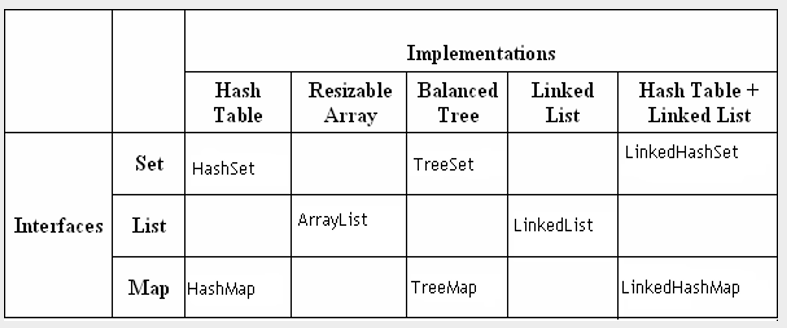 Implementations
Hash Resizable Balanced Linked Hash Table +
Table Array Tree List Linked List
Set HashSet TreeSet LinkedHashSet
Interfaces List ArrayList LinkedList
Map HashMap TreeMap LinkedHashMap